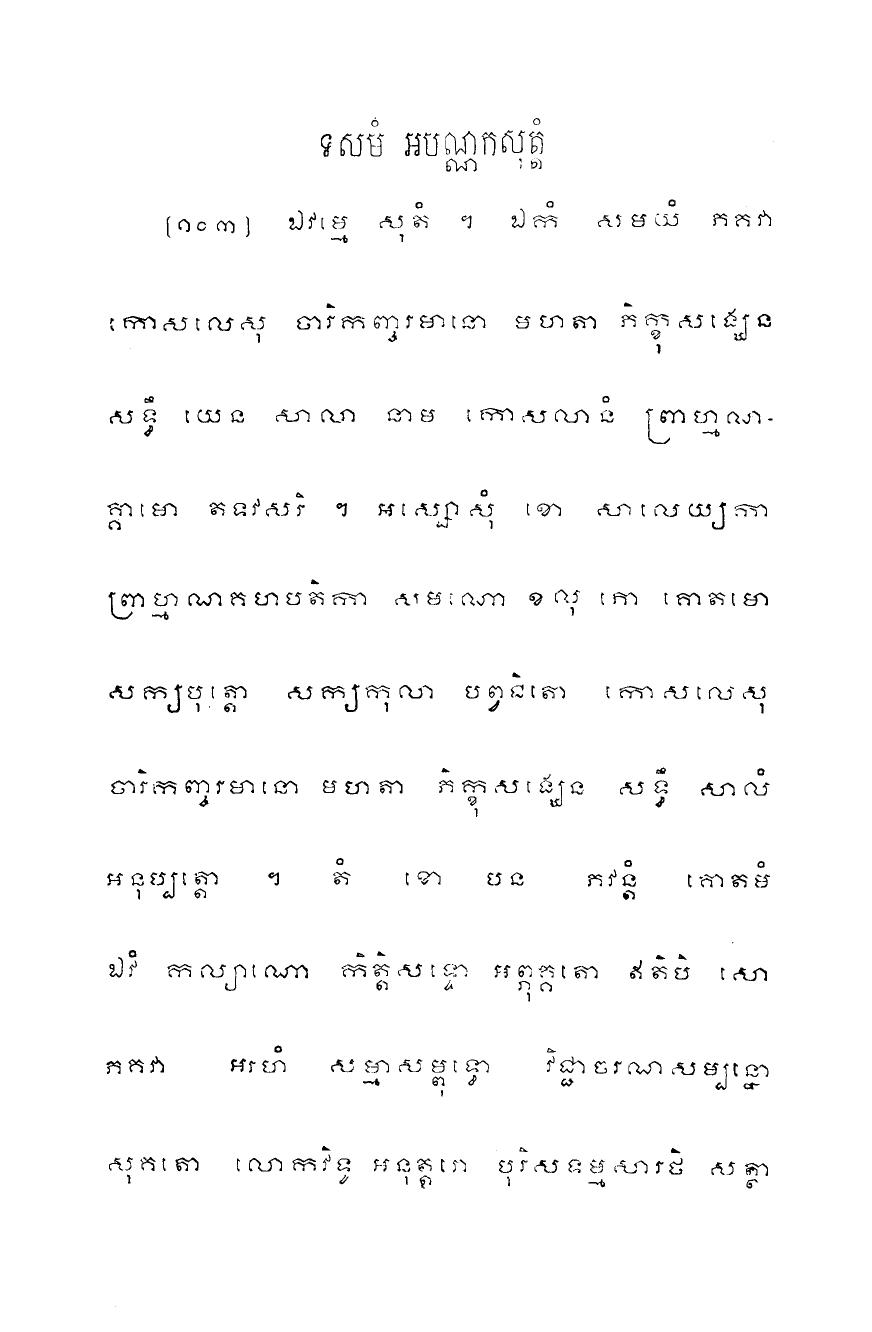 ទសមំ អបណ្ណកសុត្តំ
[១០៣] ឯវម្មេ សុតំ ។ ឯកំ សមយំ ភគវា
កោសលេសុ ចារិកញ្ចរមានោ មហតា ភិក្ខុសង្ឃេន
សទ្ធឹ យេន សាលា នាម កោសលានំ ព្រាហ្មណ-
គ្គាមោ តទវសរិ ។ អស្សោសុំ ខោ សាលេយ្យកា
ព្រាហ្មណគហបតិកា សមណោ ខលុ ភោ គោតមោ
សក្យបុត្តោ សក្យកុលា បព្វជិតោ កោសលេសុ
ចារិកញ្ចរមានោ មហតា ភិក្ខុសង្ឃេន សទ្ធឹ សាលំ
អនុប្បត្តោ ។ តំ ខោ បន ភវន្តំ គោតមំ
ឯវំ កល្យាណោ កិត្តិសទ្ទោ អព្ភុគ្គតោ ឥតិបិ សោ
ភគវា អរហំ សម្មាសម្ពុទ្ធោ វិជ្ជាចរណសម្បន្នោ
សុគតោ លោកវិទូ អនុត្តរោ បុរិសទម្មសារថិ សត្ថា